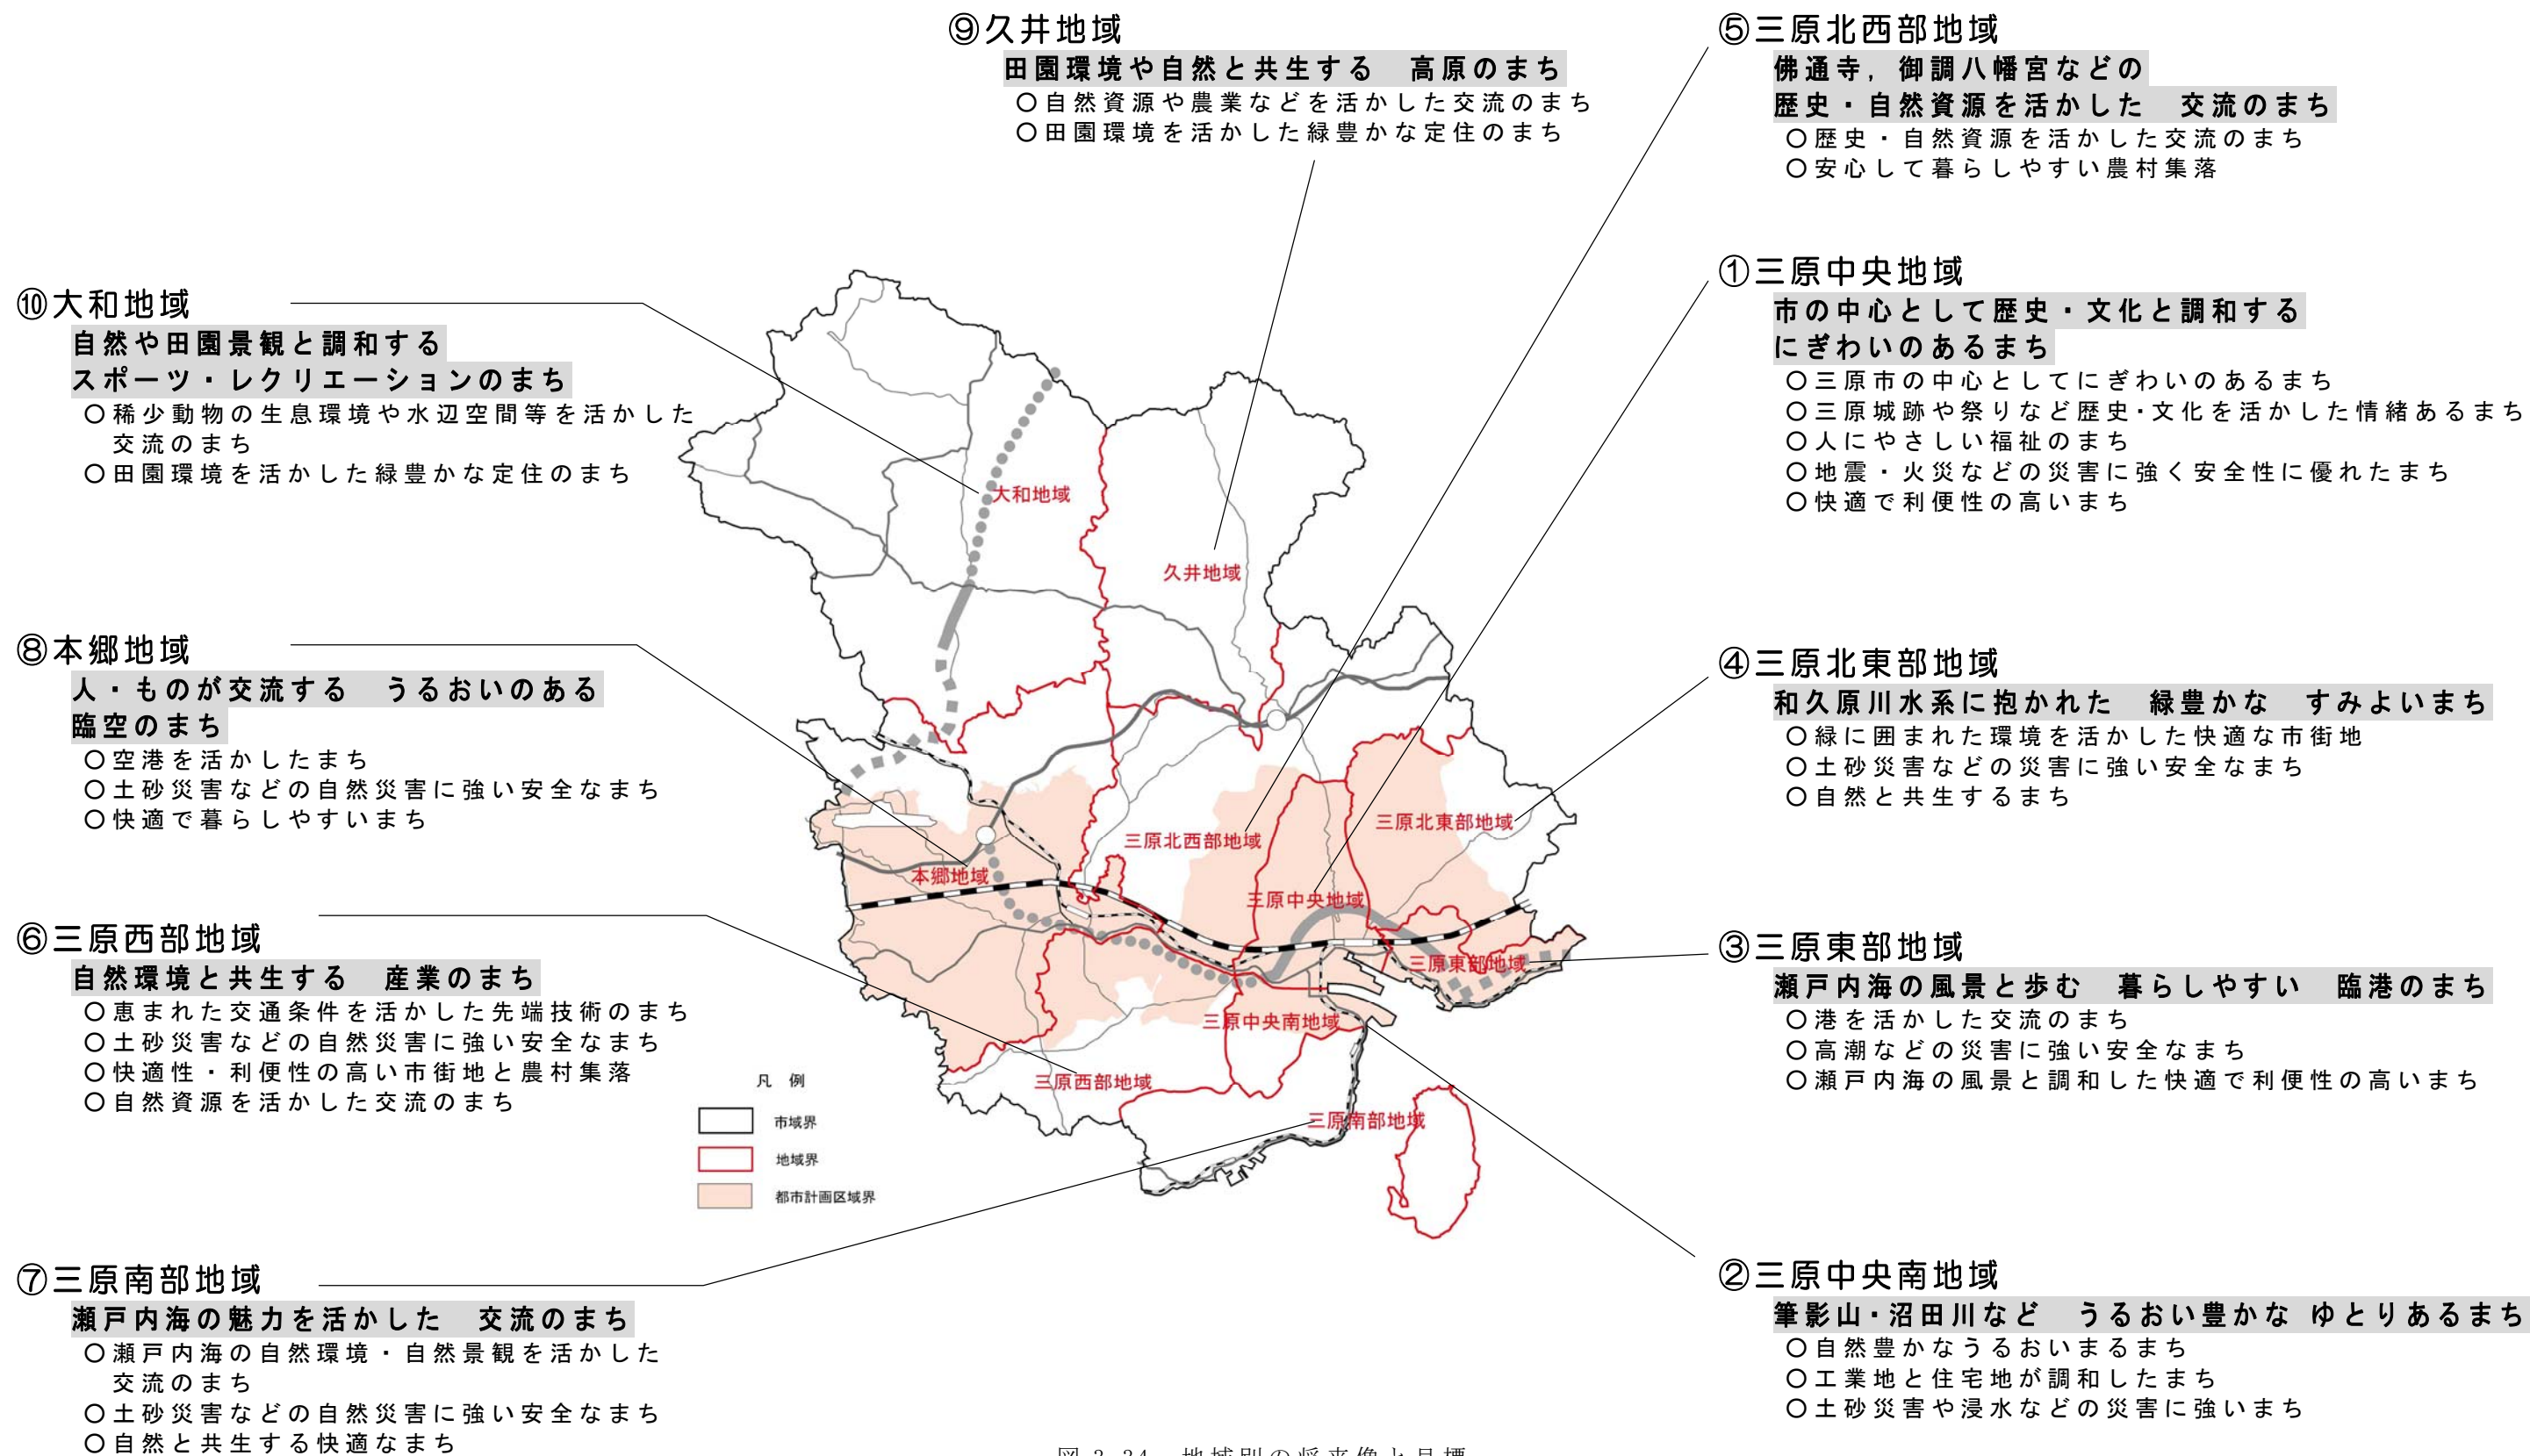 ⑨久井地域
田園環境や自然と共生する　高原のまち
○自然資源や農業などを活かした交流のまち
○田園環境を活かした緑豊かな定住のまち
⑤三原北西部地域
佛通寺，御調八幡宮などの
歴史・自然資源を活かした　交流のまち
○歴史・自然資源を活かした交流のまち
○安心して暮らしやすい農村集落
①三原中央地域
市の中心として歴史・文化と調和する
にぎわいのあるまち
○三原市の中心としてにぎわいのあるまち
○三原城跡や祭りなど歴史・文化を活かした情緒あるまち
○人にやさしい福祉のまち
○地震・火災などの災害に強く安全性に優れたまち
○快適で利便性の高いまち
⑩大和地域
自然や田園景観と調和する
スポーツ・レクリエーションのまち
○稀少動物の生息環境や水辺空間等を活かした
交流のまち
○田園環境を活かした緑豊かな定住のまち
⑧本郷地域
人・ものが交流する　うるおいのある
臨空のまち
○空港を活かしたまち
○土砂災害などの自然災害に強い安全なまち
○快適で暮らしやすいまち
④三原北東部地域
和久原川水系に抱かれた　緑豊かな　すみよいまち
○緑に囲まれた環境を活かした快適な市街地
○土砂災害などの災害に強い安全なまち
○自然と共生するまち
⑥三原西部地域
自然環境と共生する　産業のまち
○恵まれた交通条件を活かした先端技術のまち
○土砂災害などの自然災害に強い安全なまち
○快適性・利便性の高い市街地と農村集落
○自然資源を活かした交流のまち
③三原東部地域
瀬戸内海の風景と歩む　暮らしやすい　臨港のまち
○港を活かした交流のまち
○高潮などの災害に強い安全なまち
○瀬戸内海の風景と調和した快適で利便性の高いまち
⑦三原南部地域
瀬戸内海の魅力を活かした　交流のまち
○瀬戸内海の自然環境・自然景観を活かした
交流のまち
○土砂災害などの自然災害に強い安全なまち
○自然と共生する快適なまち
②三原中央南地域
筆影山・沼田川など　うるおい豊かな ゆとりあるまち
○自然豊かなうるおいまるまち
○工業地と住宅地が調和したまち
○土砂災害や浸水などの災害に強いまち
大和地域
久井地域
三原北西部地域
三原北東部地域
本郷地域
三原中央地域
三原東部地域
三原中央南地域
三原西部地域
三原南部地域
凡　例
市域界
地域界
都市計画区域界